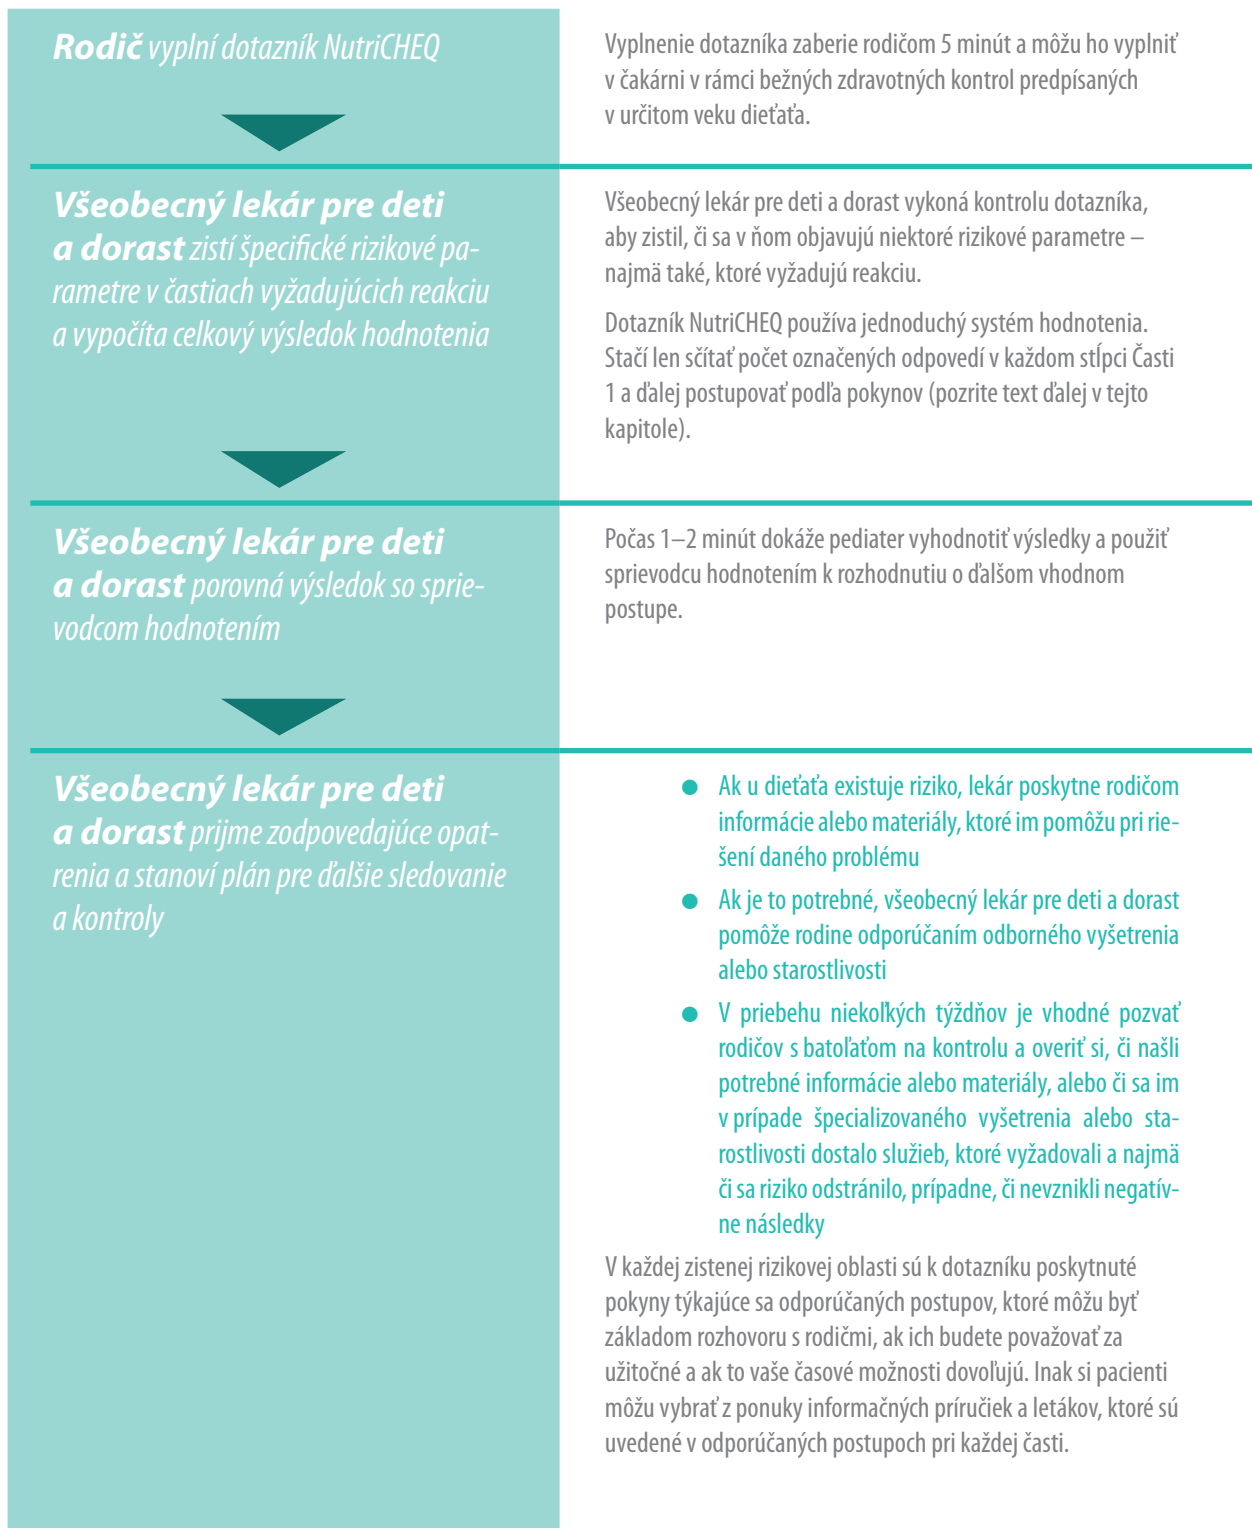 Rodič vyplní dotazník NutriCHEQ
Vyplnenie dotazníka zaberie rodičom 5 minút a môžu ho vyplniť
v čakárni v rámci bežných zdravotných kontrol predpísaných
v určitom veku dieťaťa.
Všeobecný lekár pre deti
a dorast zistí špecifické rizikové pa-
rametre v častiach vyžadujúcich reakciu
a vypočíta celkový výsledok hodnotenia
Všeobecný lekár pre deti a dorast vykoná kontrolu dotazníka,
aby zistil, či sa v ňom objavujú niektoré rizikové parametre –
najmä také, ktoré vyžadujú reakciu.
Dotazník NutriCHEQ používa jednoduchý systém hodnotenia.
Stačí len sčítať počet označených odpovedí v každom stĺpci Časti
1 a ďalej postupovať podľa pokynov (pozrite text ďalej v tejto
kapitole).
Všeobecný lekár pre deti
a dorast porovná výsledok so sprie-
vodcom hodnotením
Počas 1–2 minút dokáže pediater vyhodnotiť výsledky a použiť
sprievodcu hodnotením k rozhodnutiu o ďalšom vhodnom
postupe.
Všeobecný lekár pre deti
a dorast prijme zodpovedajúce opat-
renia a stanoví plán pre ďalšie sledovanie
a kontroly
● Ak u dieťaťa existuje riziko, lekár poskytne rodičom
informácie alebo materiály, ktoré im pomôžu pri rie-
šení daného problému
● Ak je to potrebné, všeobecný lekár pre deti a dorast
pomôže rodine odporúčaním odborného vyšetrenia
alebo starostlivosti
● V priebehu niekoľkých týždňov je vhodné pozvať
rodičov s batoľaťom na kontrolu a overiť si, či našli
potrebné informácie alebo materiály, alebo či sa im
v prípade špecializovaného vyšetrenia alebo sta-
rostlivosti dostalo služieb, ktoré vyžadovali a najmä
či sa riziko odstránilo, prípadne, či nevznikli negatív-
ne následky
V každej zistenej rizikovej oblasti sú k dotazníku poskytnuté
pokyny týkajúce sa odporúčaných postupov, ktoré môžu byť
základom rozhovoru s rodičmi, ak ich budete považovať za
užitočné a ak to vaše časové možnosti dovoľujú. Inak si pacienti
môžu vybrať z ponuky informačných príručiek a letákov, ktoré sú
uvedené v odporúčaných postupoch pri každej časti.